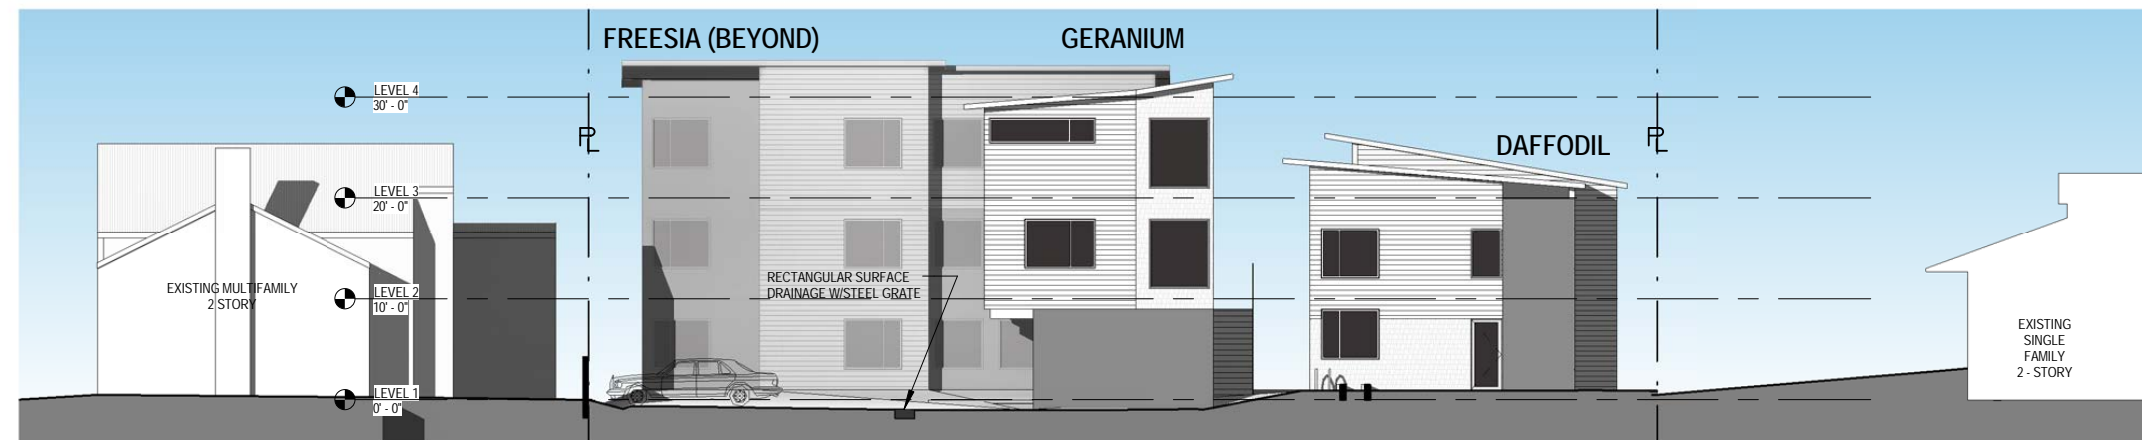 FREESIA (BEYOND)
GERANIUM
DAFFODIL
LEVEL 4
30' - 0"
PL
PL
LEVEL 3
20' - 0"
LEVEL 2
10' - 0"
LEVEL 1
0' - 0"
EXISTING MULTIFAMILY
2 STORY
RECTANGULAR SURFACE
DRAINAGE W/STEEL GRATE
EXISTING
SINGLE
FAMILY
2 - STORY